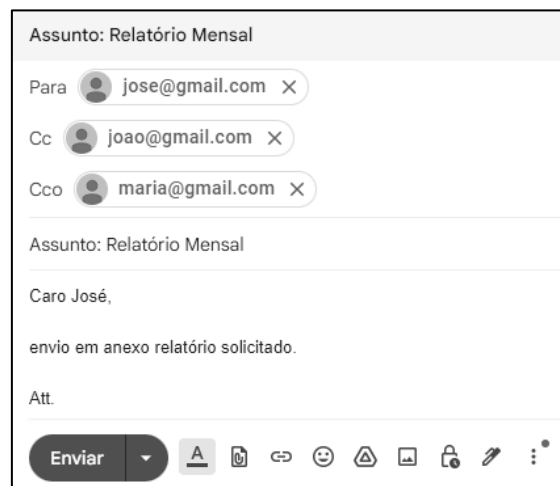 Assunto: Relatório Mensal
Para jose@gmail.com
Cc joao@gmail.com
Cco maria@gmail.com
Assunto: Relatório Mensal
Caro José,
envio em anexo relatório solicitado.
Att.
Enviar A